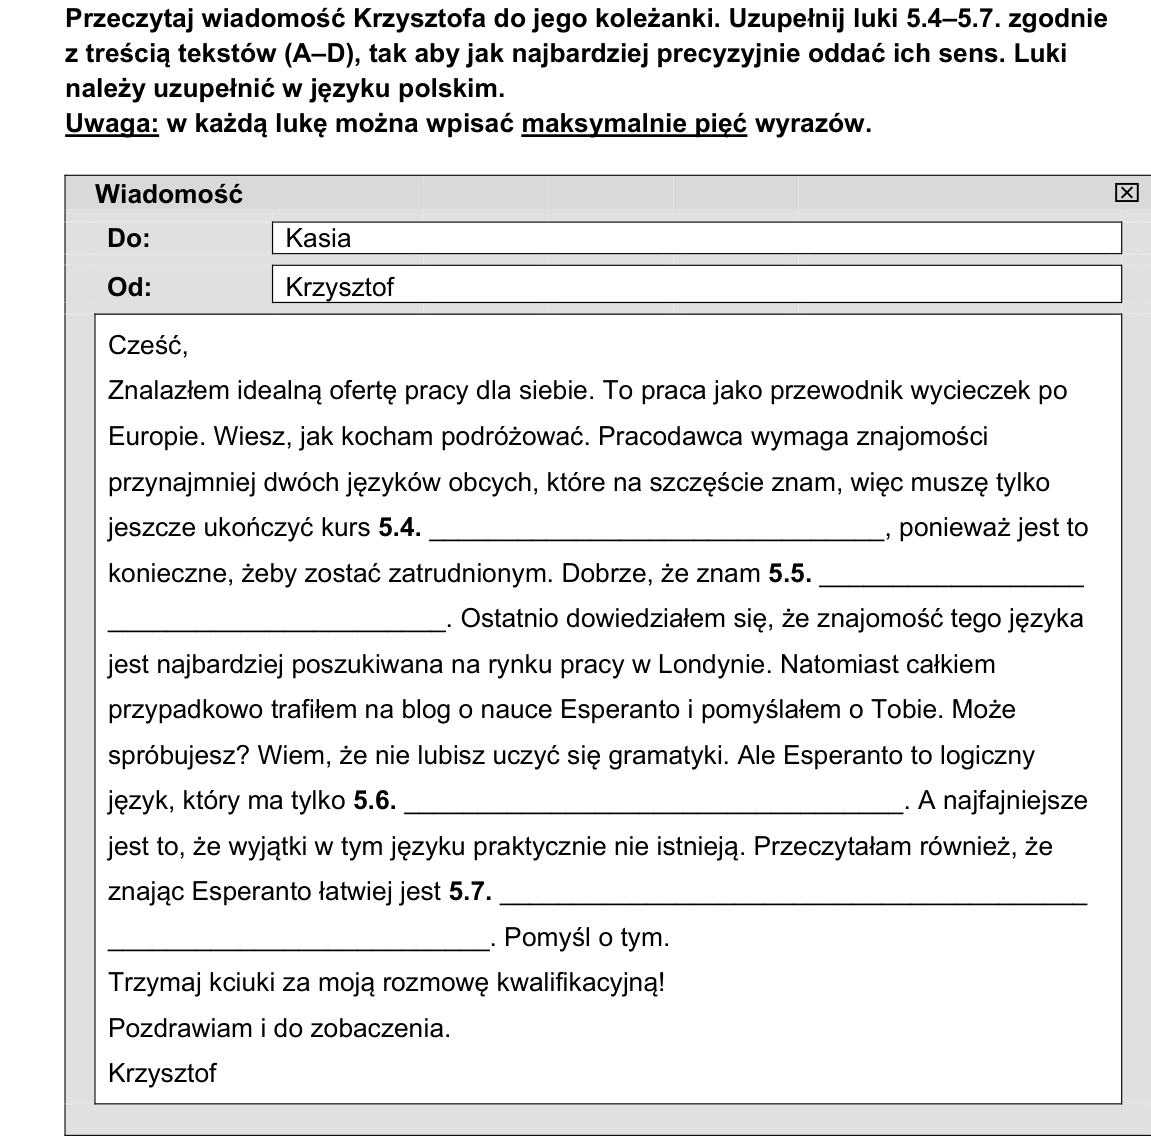 Przeczytaj wiadomość Krzysztofa do jego koleżanki. Uzupełnij luki 5.4–5.7. zgodnie
z treścią tekstów (A–D), tak aby jak najbardziej precyzyjnie oddać ich sens. Luki
należy uzupełnić w języku polskim.
Uwaga: w każdą lukę można wpisać maksymalnie pięć wyrazów.
Wiadomość
Do: Kasia
Od: Krzysztof
Cześć,
Znalazłem idealną ofertę pracy dla siebie. To praca jako przewodnik wycieczek po
Europie. Wiesz, jak kocham podróżować. Pracodawca wymaga znajomości
przynajmniej dwóch języków obcych, które na szczęście znam, więc muszę tylko
jeszcze ukończyć kurs 5.4. _______________________________, ponieważ jest to
konieczne, żeby zostać zatrudnionym. Dobrze, że znam 5.5. __________________
_______________________. Ostatnio dowiedziałem się, że znajomość tego języka
jest najbardziej poszukiwana na rynku pracy w Londynie. Natomiast całkiem
przypadkowo trafiłem na blog o nauce Esperanto i pomyślałem o Tobie. Może
spróbujesz? Wiem, że nie lubisz uczyć się gramatyki. Ale Esperanto to logiczny
język, który ma tylko 5.6. __________________________________. A najfajniejsze
jest to, że wyjątki w tym języku praktycznie nie istnieją. Przeczytałam również, że
znając Esperanto łatwiej jest 5.7. ________________________________________
__________________________. Pomyśl o tym.
Trzymaj kciuki za moją rozmowę kwalifikacyjną!
Pozdrawiam i do zobaczenia.
Krzysztof